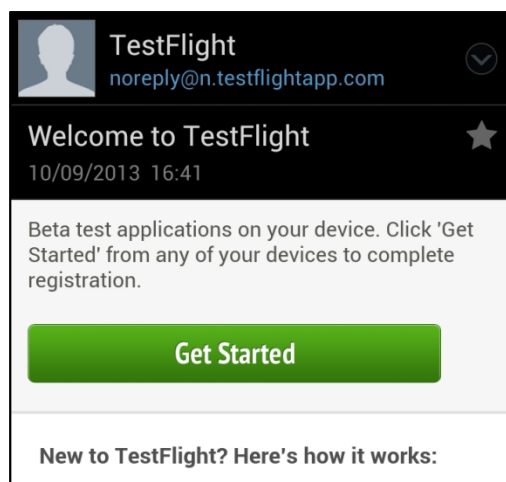 TestFlight
noreply@n.testflightapp.com
Welcome to TestFlight
10/09/2013 16:41
Beta test applications on your device. Click 'Get
Started' from any of your devices to complete
registration.
Get Started
New to TestFlight? Here's how it works: